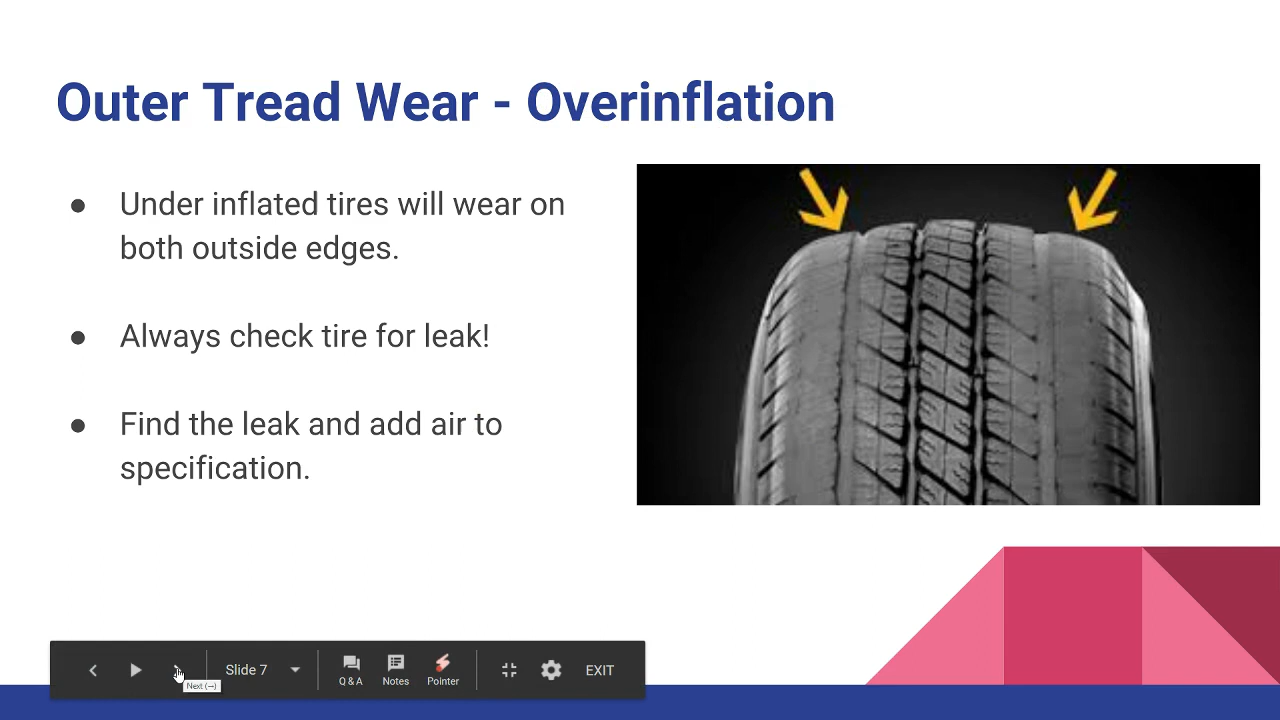 Outer Tread Wear - Overinflation
● Under inflated tires will wear on
both outside edges.
● Always check tire for leak!
● Find the leak and add air to
specification.
Slide 7
Q & A
Notes
Pointer
EXIT
Next (→)